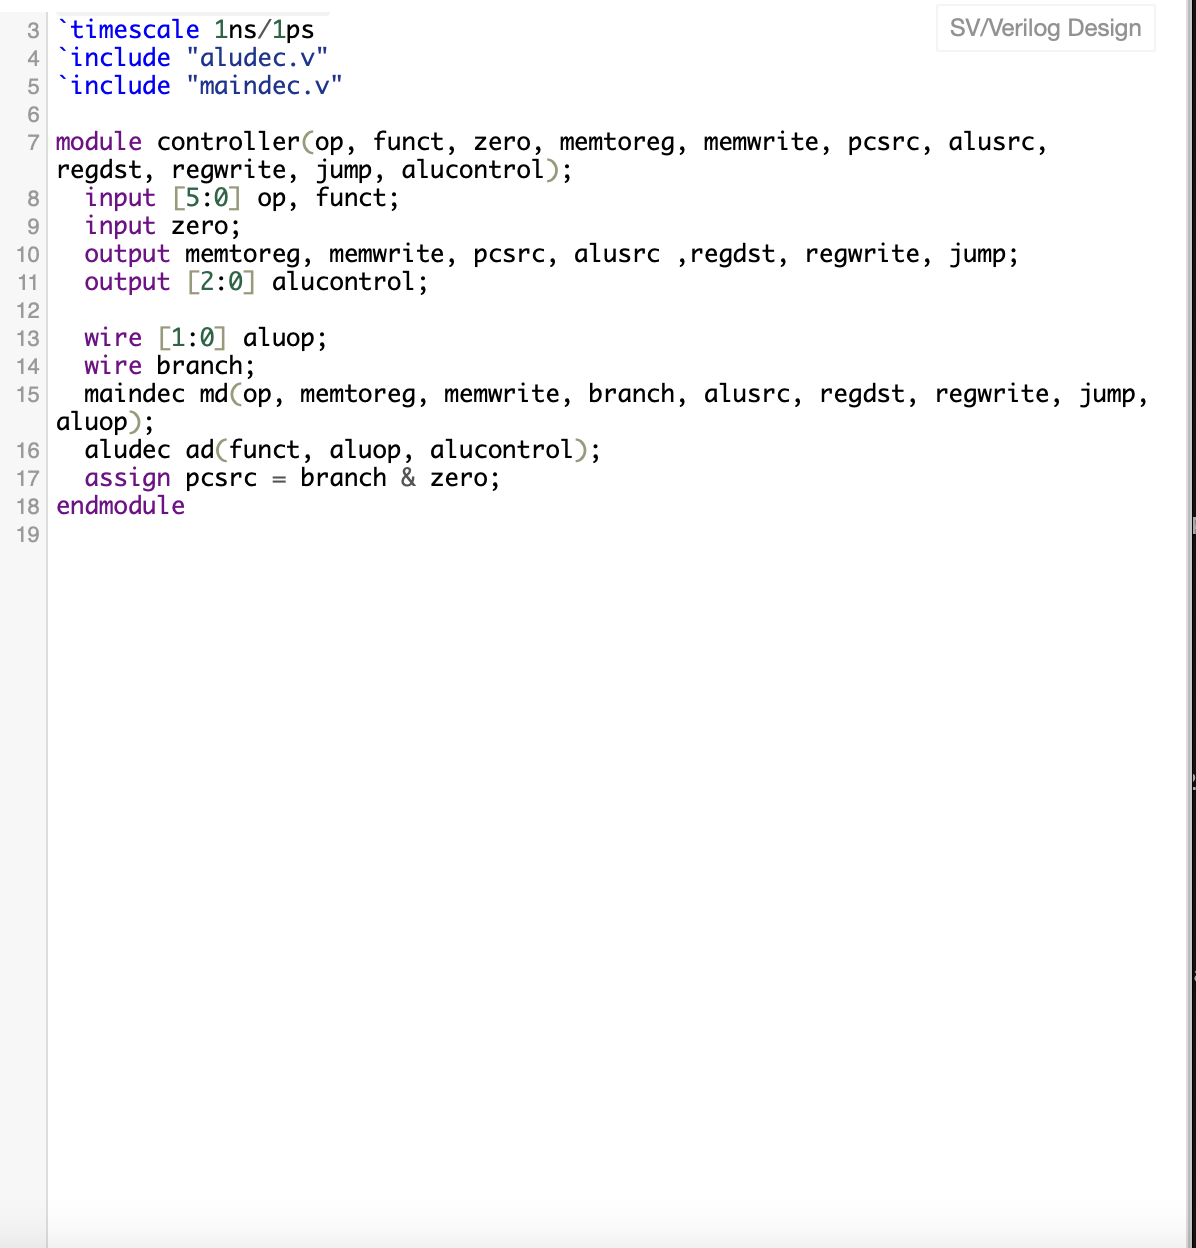 SV/Verilog Design
3 `timescale 1ns/1ps
4 `include "aludec.v"
5 `include "maindec.v"
6
7 module controller(op, funct, zero, memtoreg, memwrite, pcsrc, alusrc,
regdst, regwrite, jump, alucontrol);
8 input [5:0] op, funct;
9 input zero;
10 output memtoreg, memwrite, pcsrc, alusrc ,regdst, regwrite, jump;
11 output [2:0] alucontrol;
12
13 wire [1:0] aluop;
14 wire branch;
15 maindec md(op, memtoreg, memwrite, branch, alusrc, regdst, regwrite, jump,
aluop);
16 aludec ad(funct, aluop, alucontrol);
17 assign pcsrc = branch & zero;
18 endmodule
19